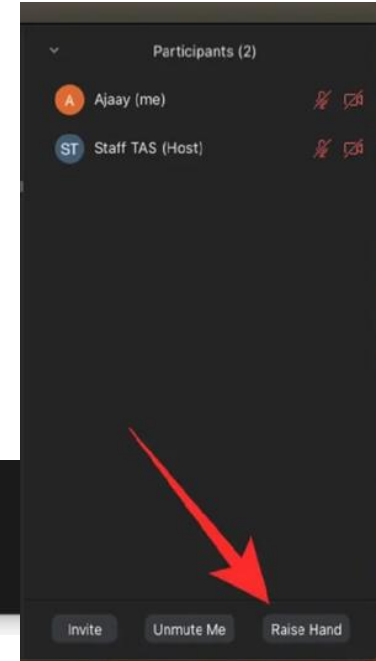 Participants (2)
A Ajaay (me)
ST Staff TAS (Host)
Invite Unmute Me Raise Hand